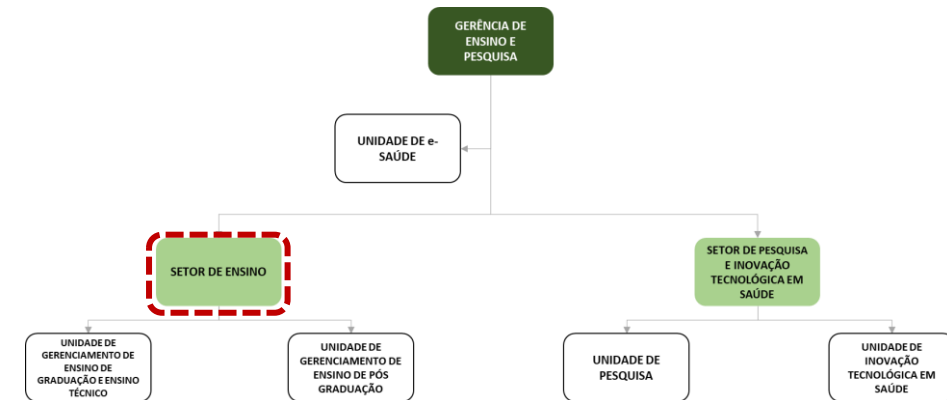 GERÊNCIA DE
ENSINO E
PESQUISA
UNIDADE DE e-
SAÚDE
SETOR DE ENSINO
SETOR DE PESQUISA
E INOVAÇÃO
TECNOLÓGICA EM
SAÚDE
UNIDADE DE
GERENCIAMENTO DE
ENSINO DE
GRADUAÇÃO E ENSINO
TÉCNICO
UNIDADE DE
GERENCIAMENTO DE
ENSINO DE PÓS
GRADUAÇÃO
UNIDADE DE
PESQUISA
UNIDADE DE
INOVAÇÃO
TECNOLÓGICA EM
SAÚDE